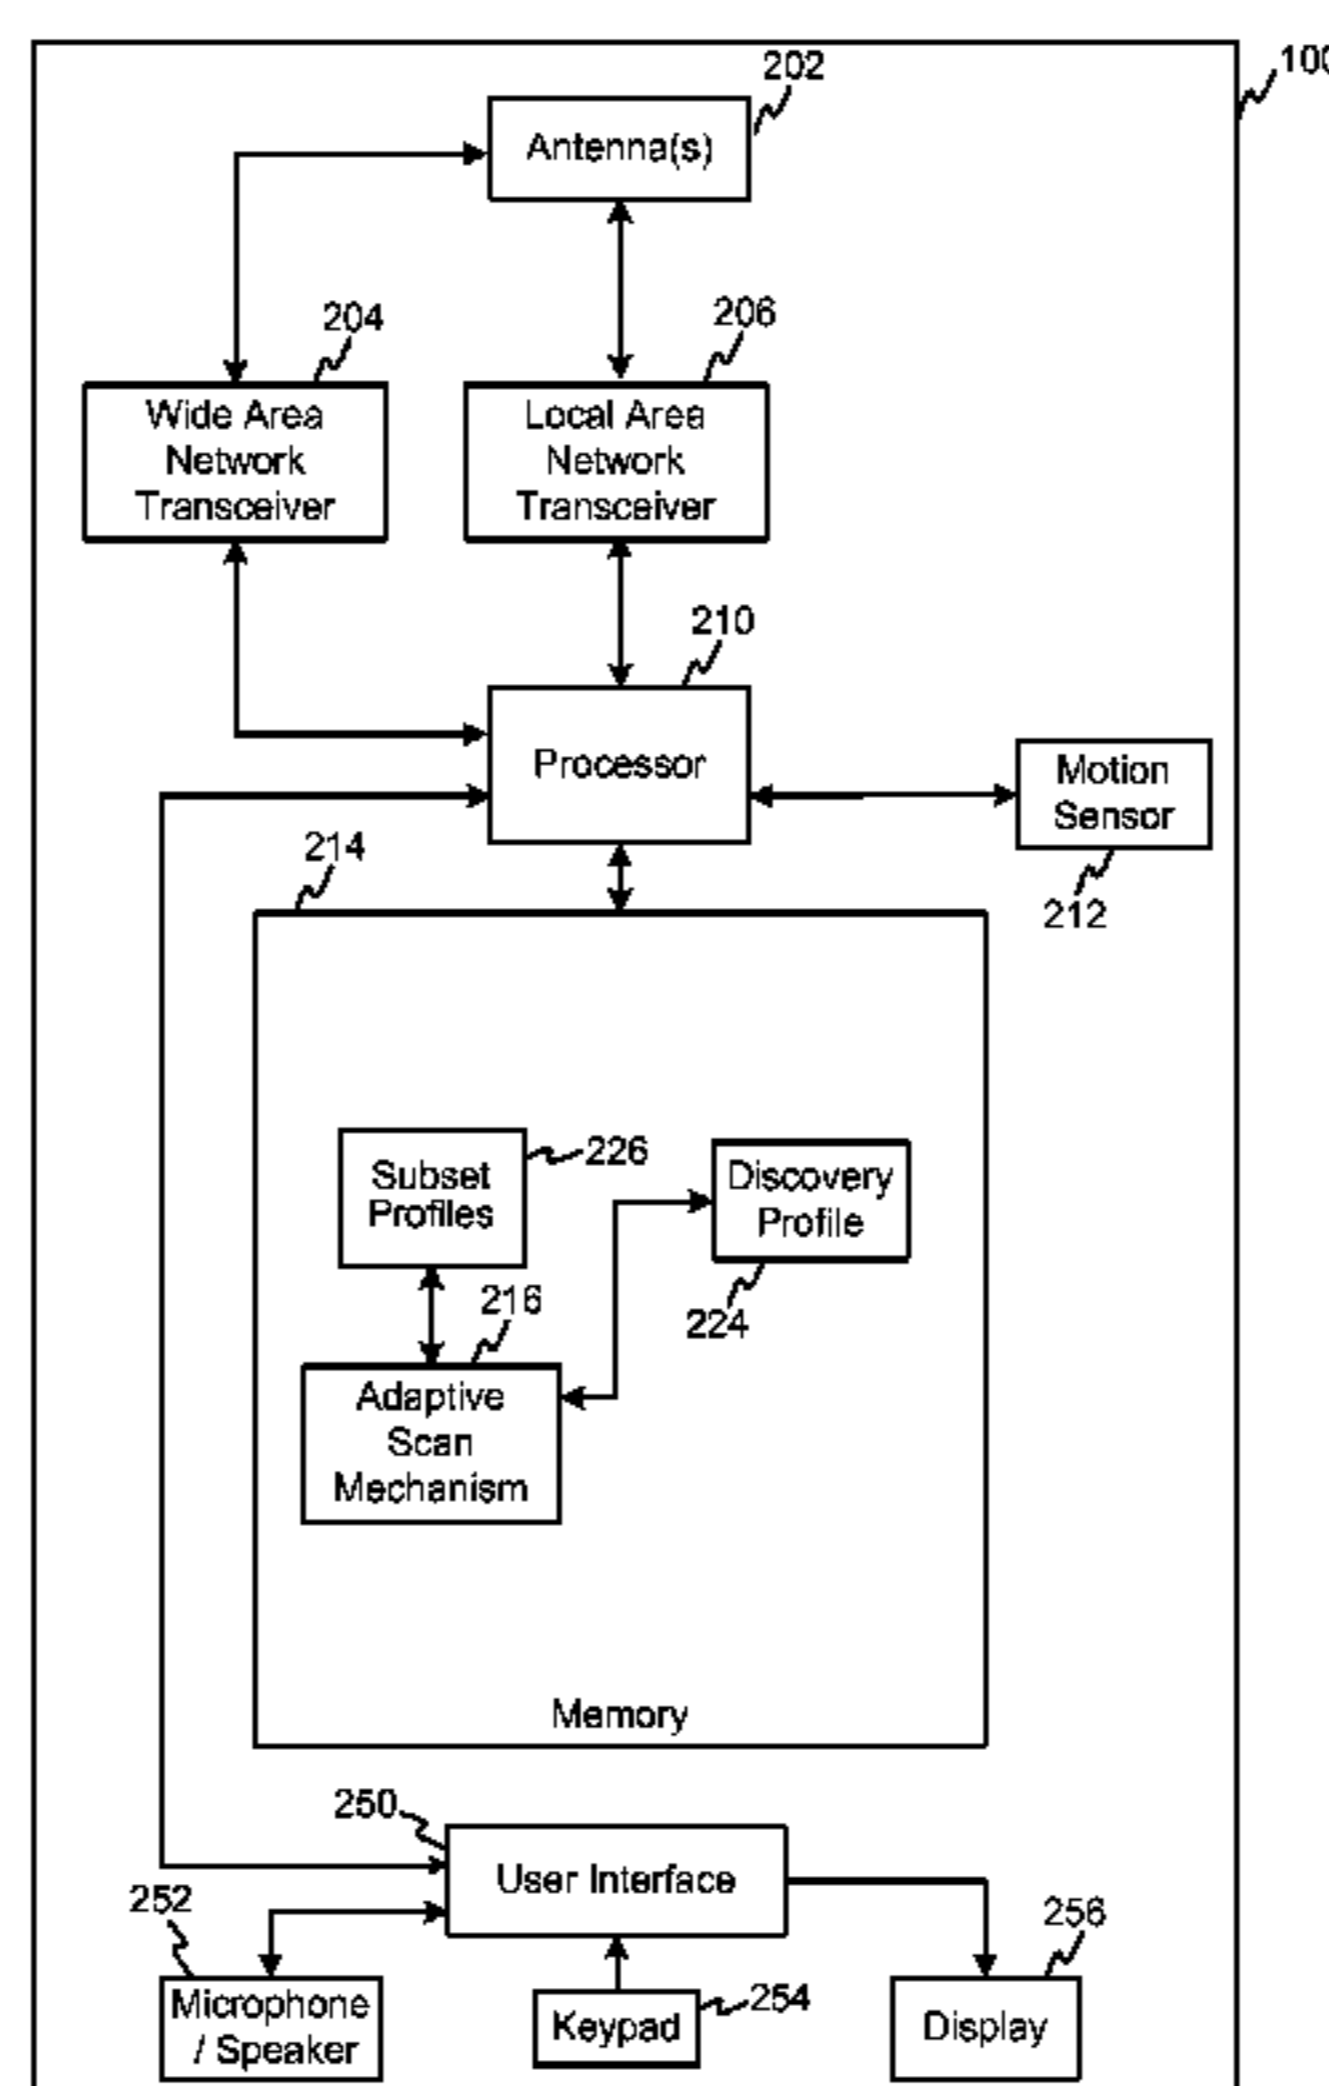 100
202
Antenna(s)
204
206
Wide Area
Network
Transceiver
Local Area
Network
Transceiver
210
Processor
Motion
Sensor
212
214
Subset
Profiles
226
Discovery
Profile
224
216
Adaptive
Scan
Mechanism
Memory
250
User Interface
252
256
Microphone
/ Speaker
254
Keypad
Display